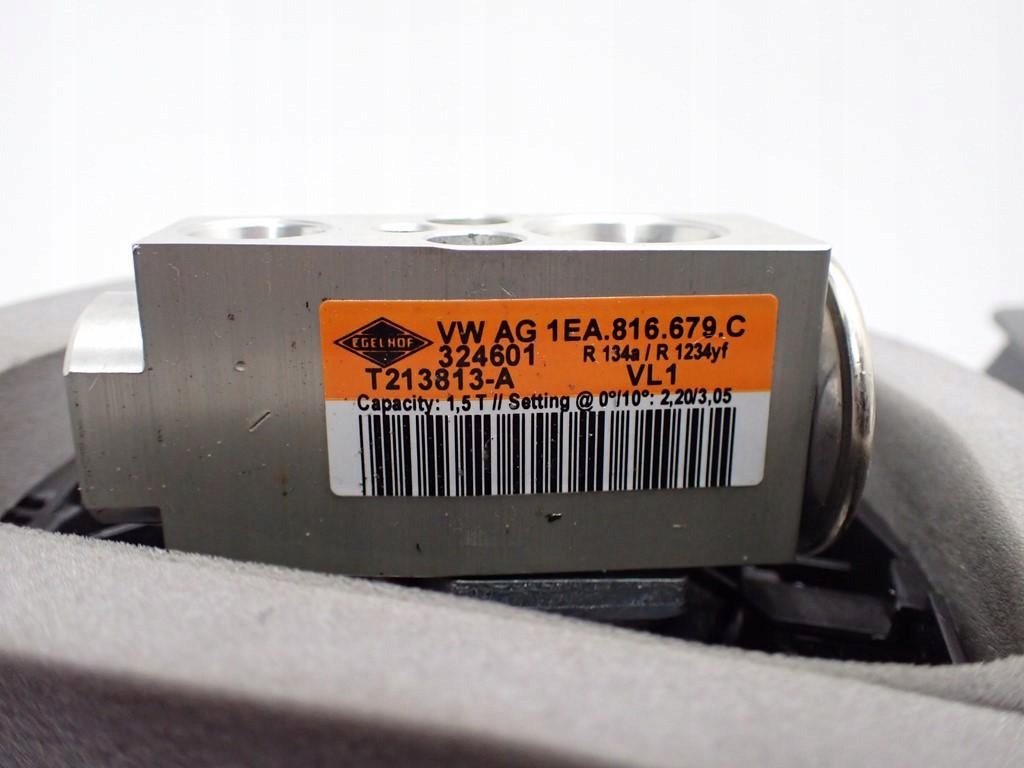 EGELHOF
VW AG 1EA.816.679.C
324601 R 134a / R 1234yf
T213813-A VL1
Capacity: 1,5 T // Setting @ 0°/10°: 2,20/3,05